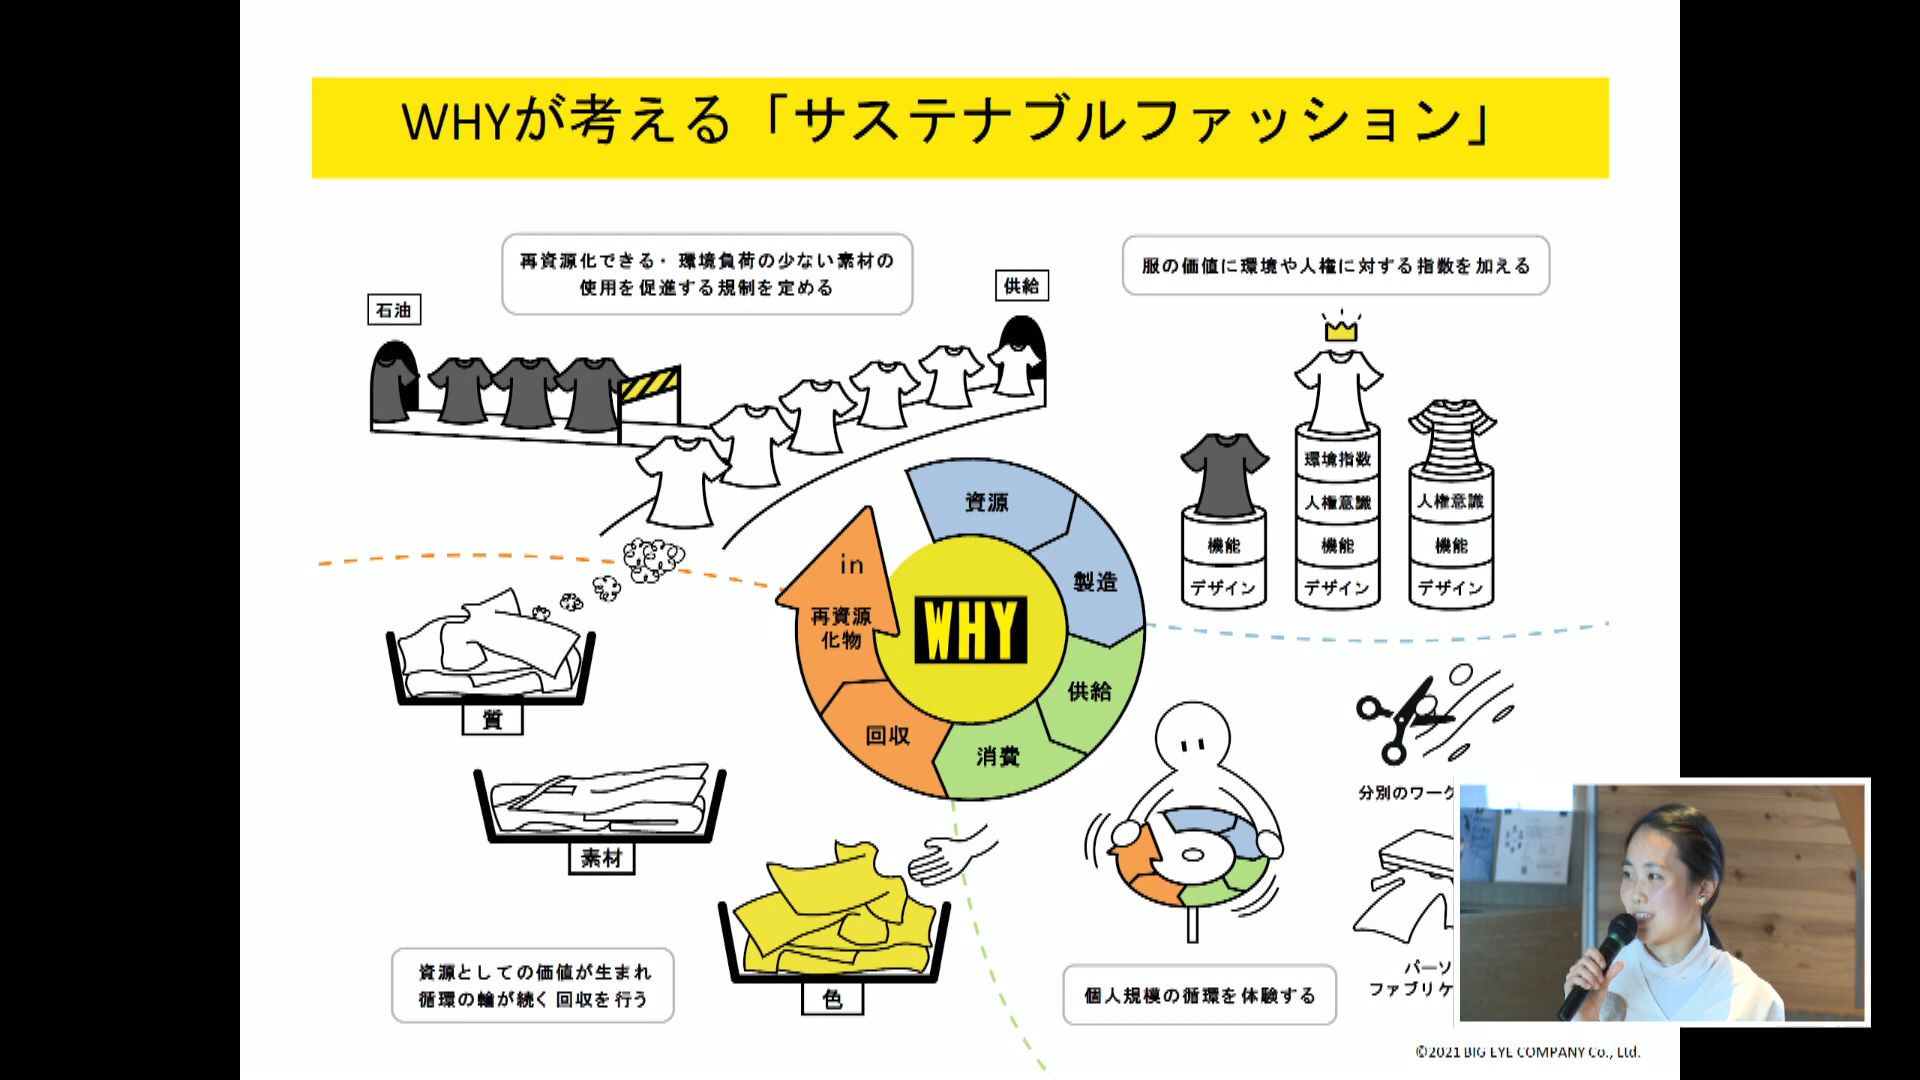 WHYが考える「サステナブルファッション」
再資源化できる・環境負荷の少ない素材の
使用を促進する規制を定める
石油
供給
服の価値に環境や人権に対する指数を加える
環境指数
人権意識
機能
デザイン
機能
デザイン
人権意識
機能
デザイン
資源
製造
供給
消費
回収
再資源
化物
in
WHY
質
素材
色
資源としての価値が生まれ
循環の輪が続く回収を行う
個人規模の循環を体験する
分別のワーク
パーソ
ファブリケ
©2021 BIG EYE COMPANY Co., Ltd.